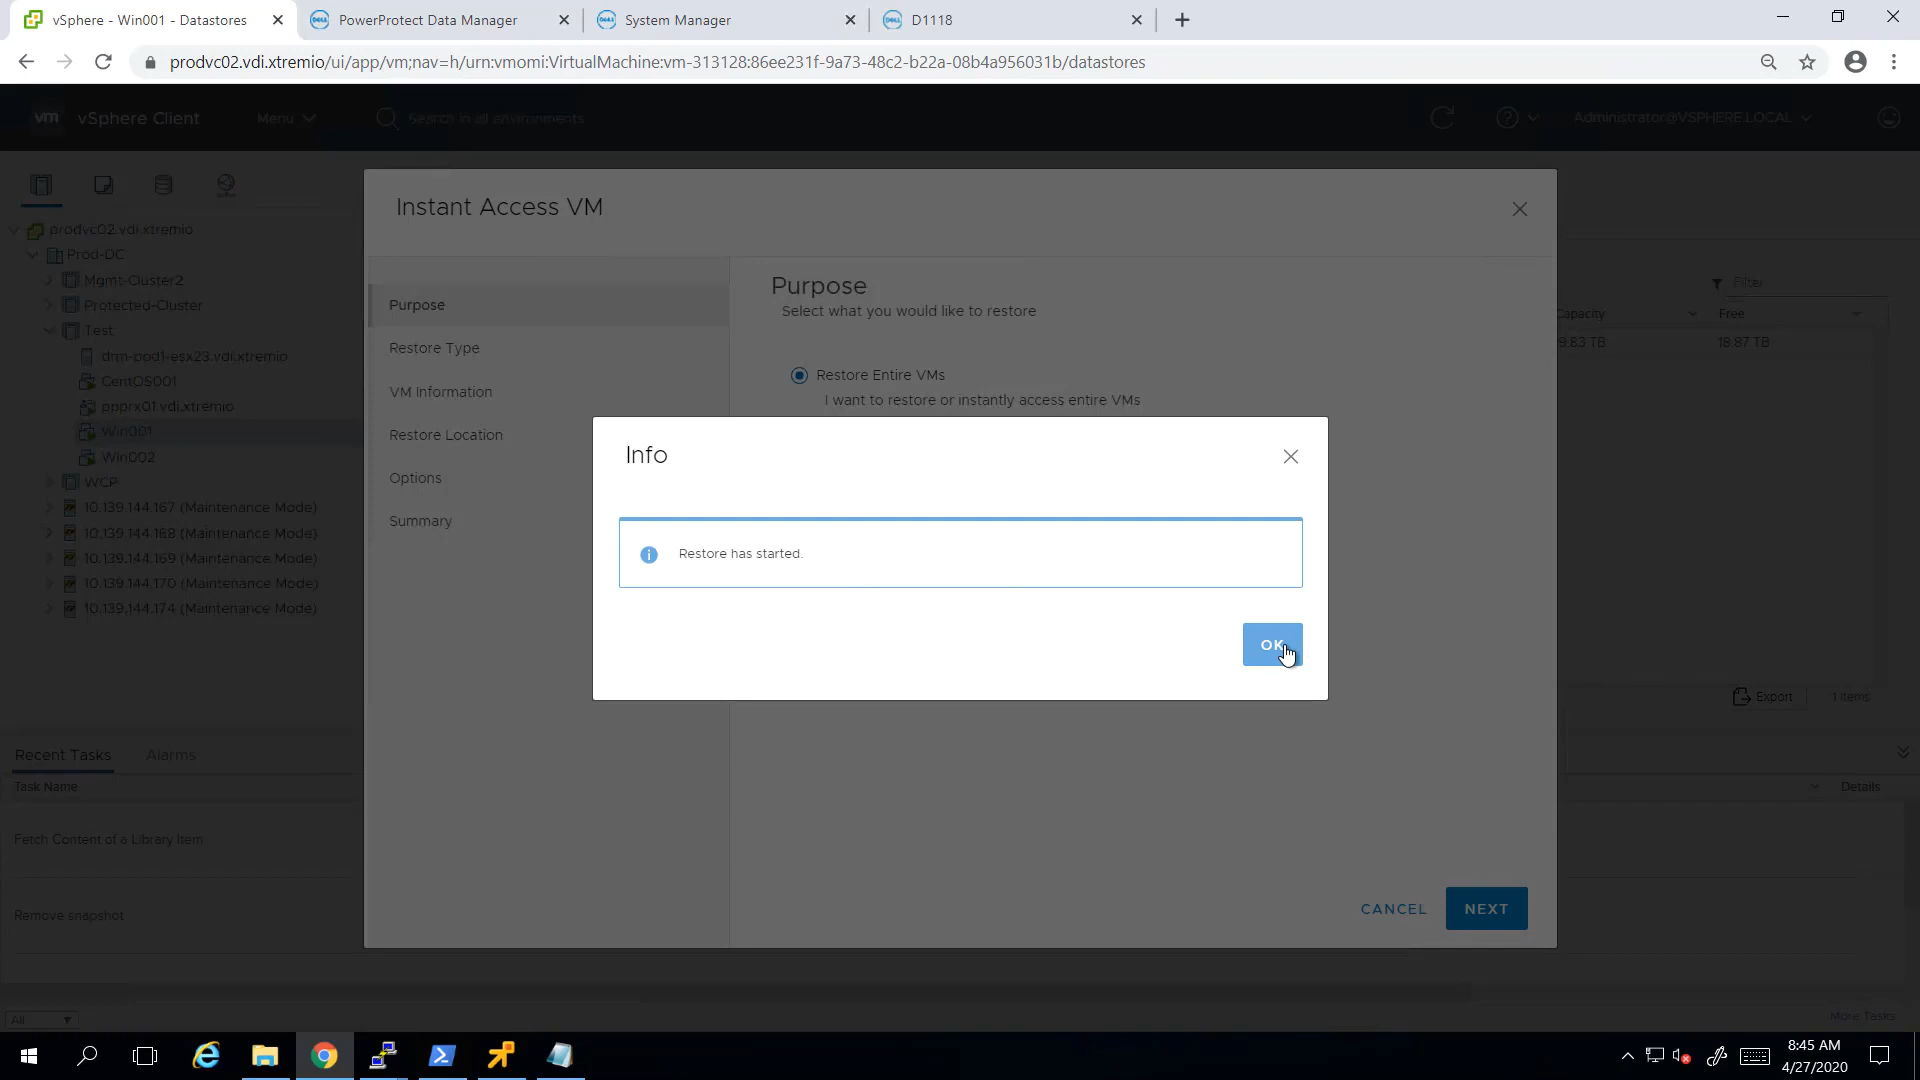 vSphere - Win001 - Datastores
PowerProtect Data Manager
System Manager
D1118
prodvc02.vdi.xtremio/ui/app/vm;nav=h/urn:vmomi:VirtualMachine:vm-313128:86ee231f-9a73-48c2-b22a-08b4a956031b/datastores
vm vSphere Client Menu Search in all environments Administrator@VSPHERE.LOCAL
prodvc02.vdi.xtremio
Prod-DC
Mgmt-Cluster2
Protected-Cluster
Test
drm-pod1-esx23.vdi.xtremio
CentOS001
ppprx01.vdi.xtremio
Win001
Win002
WCP
10.139.144.167 (Maintenance Mode)
10.139.144.168 (Maintenance Mode)
10.139.144.169 (Maintenance Mode)
10.139.144.170 (Maintenance Mode)
10.139.144.174 (Maintenance Mode)
Instant Access VM
Purpose
Restore Type
VM Information
Restore Location
Options
Summary
Purpose
Select what you would like to restore
Restore Entire VMs
I want to restore or instantly access entire VMs
Info
Restore has started.
OK
CANCEL NEXT
Filter
Capacity Free
9.83 TB 18.87 TB
Export 1 items
Recent Tasks Alarms
Task Name Details
Fetch Content of a Library Item
Remove snapshot
All More Tasks
8:45 AM
4/27/2020